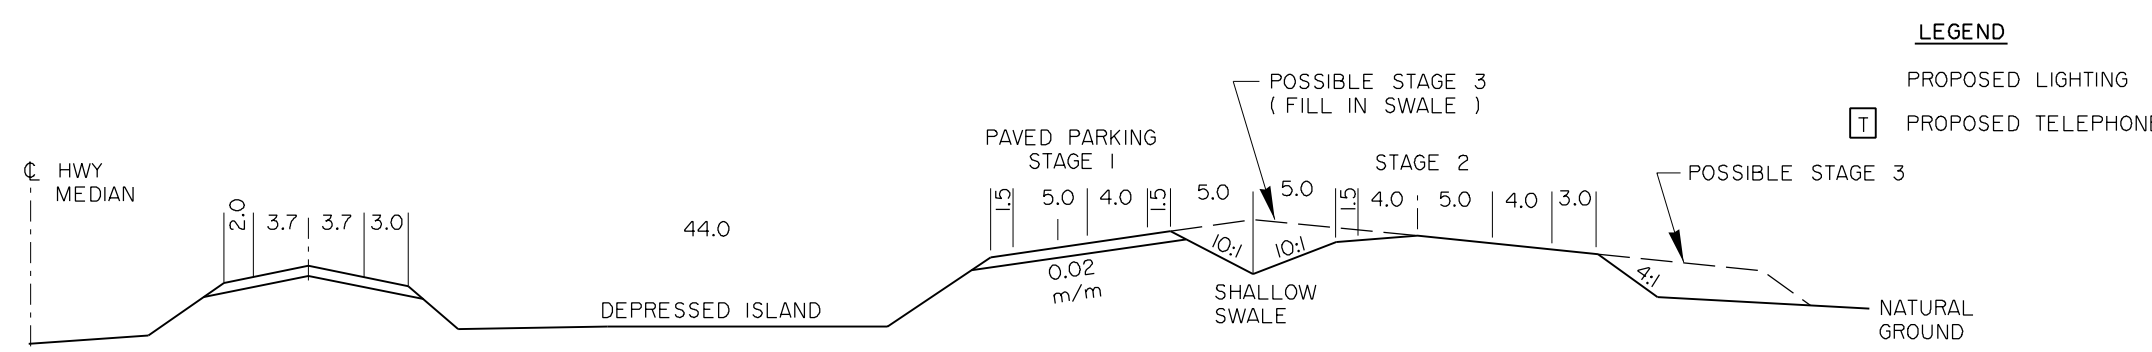 LEGEND
PROPOSED LIGHTING
T PROPOSED TELEPHONE
POSSIBLE STAGE 3
( FILL IN SWALE )
PAVED PARKING
STAGE 1
STAGE 2
POSSIBLE STAGE 3
℄ HWY
MEDIAN
2.0 3.7 3.7 3.0
44.0
1.5 5.0 4.0 1.5 5.0 5.0 1.5 4.0 5.0 4.0 3.0
10:1 10:1
4:1
0.02
m/m
DEPRESSED ISLAND
SHALLOW
SWALE
NATURAL
GROUND